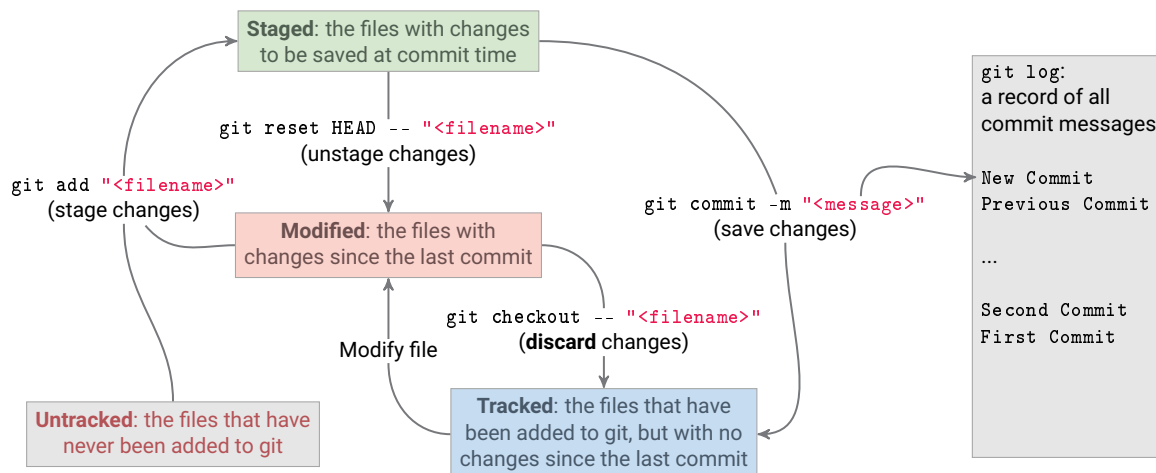 Staged: the files with changes
to be saved at commit time
git reset HEAD -- "<filename>"
(unstage changes)
git add "<filename>"
(stage changes)
Modified: the files with
changes since the last commit
git commit -m "<message>"
(save changes)
git checkout -- "<filename>"
(discard changes)
Modify file
Untracked: the files that have
never been added to git
Tracked: the files that have
been added to git, but with no
changes since the last commit
git log:
a record of all
commit messages
New Commit
Previous Commit
...
Second Commit
First Commit